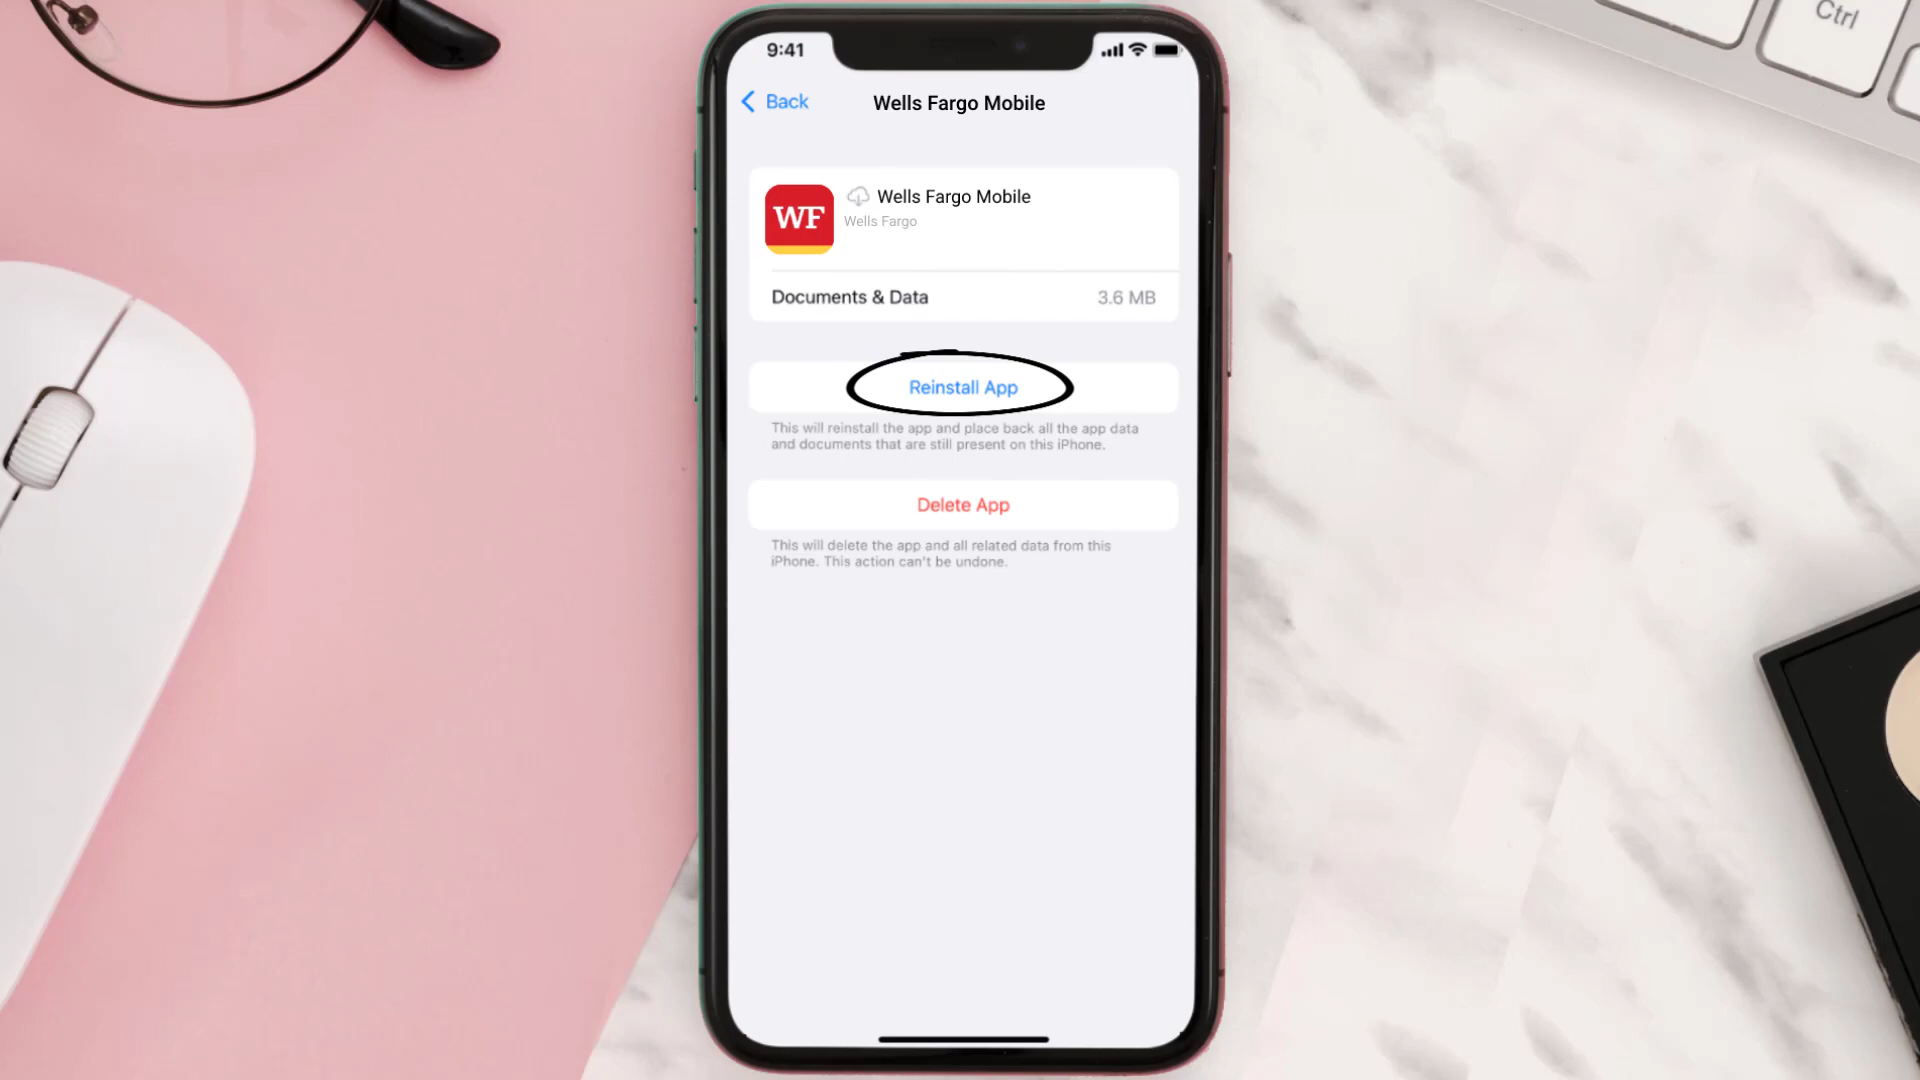 Ctrl
9:41
Back
Wells Fargo Mobile
WF
Wells Fargo Mobile
Wells Fargo
Documents & Data 3.6 MB
Reinstall App
This will reinstall the app and place back all the app data
and documents that are still present on this iPhone.
Delete App
This will delete the app and all related data from this
iPhone. This action can't be undone.